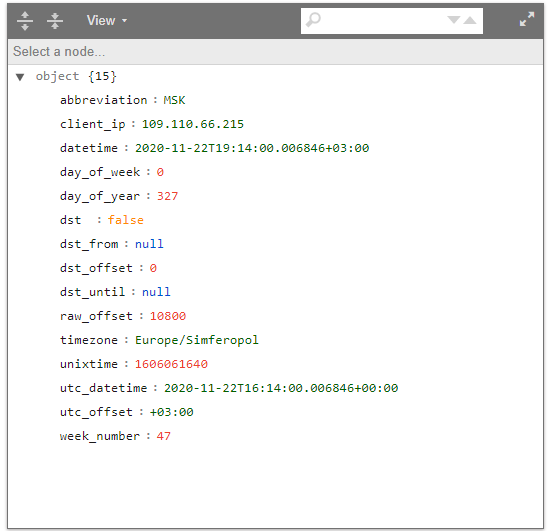 View
Select a node...
object {15}
abbreviation : MSK
client_ip : 109.110.66.215
datetime : 2020-11-22T19:14:00.006846+03:00
day_of_week : 0
day_of_year : 327
dst : false
dst_from : null
dst_offset : 0
dst_until : null
raw_offset : 10800
timezone : Europe/Simferopol
unixtime : 1606061640
utc_datetime : 2020-11-22T16:14:00.006846+00:00
utc_offset : +03:00
week_number : 47